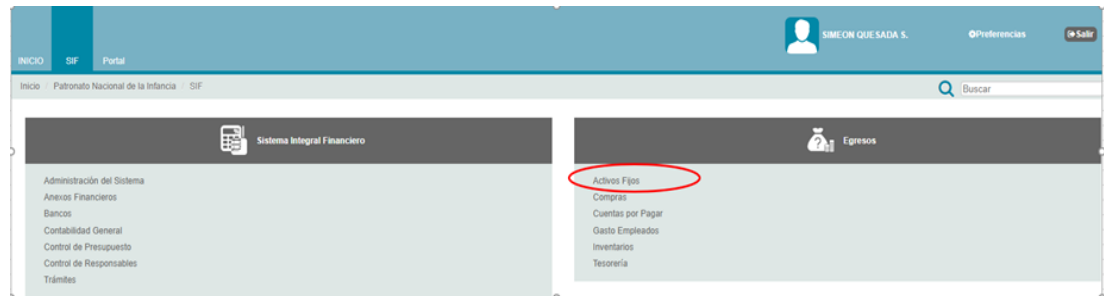 SIMEON QUESADA S.
Preferencias
Salir
INICIO SIF Portal
Inicio / Patronato Nacional de la Infancia / SIF
Buscar
Sistema Integral Financiero
Administraciòn del Sistema
Anexos Financieros
Bancos
Contabilidad General
Control de Presupuesto
Control de Responsables
Trámites
Egresos
Activos Fijos
Compras
Cuentas por Pagar
Gasto Empleados
Inventarios
Tesorería